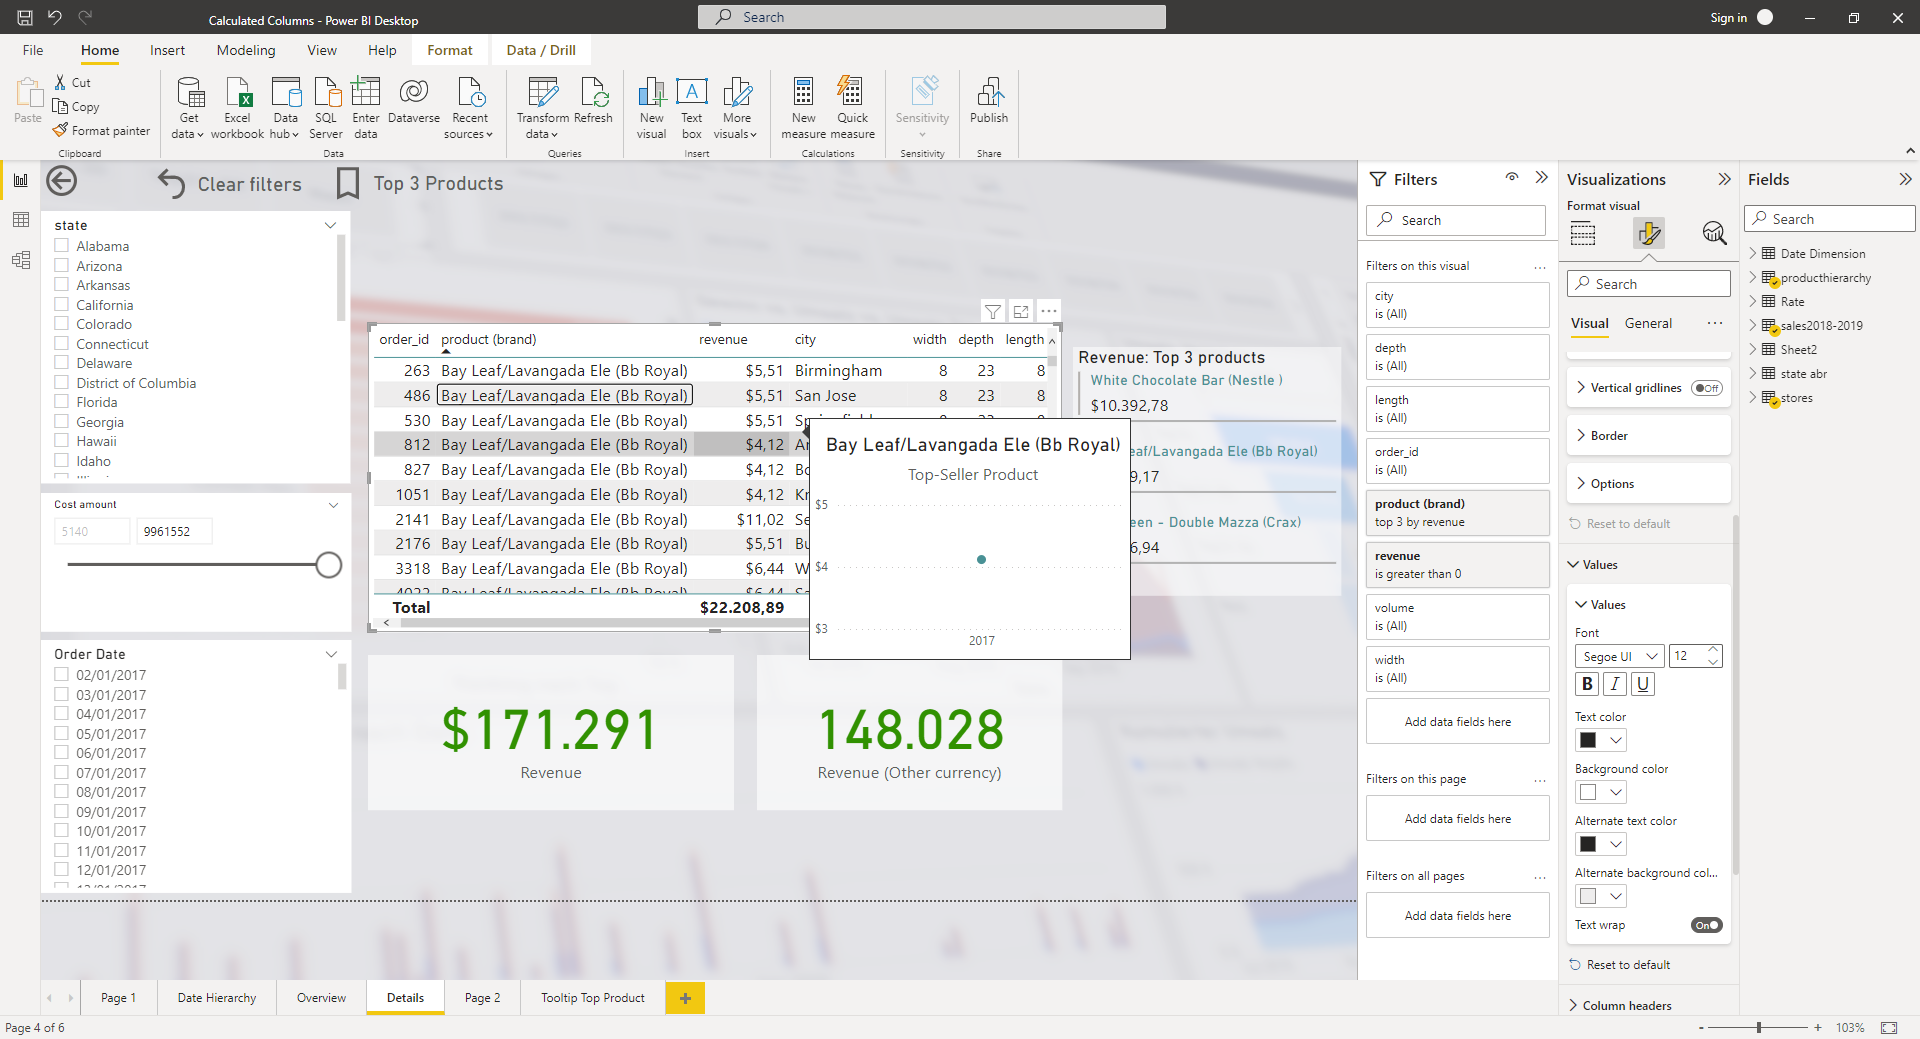 Calculated Columns - Power BI Desktop
Search
Sign in
File
Home
Insert
Modeling
View
Help
Format
Data / Drill
Paste
Cut
Copy
Format painter
Clipboard
Get data
Excel workbook
Data hub
SQL Server
Enter data
Dataverse
Recent sources
Data
Transform data
Refresh
Queries
New visual
Text box
More visuals
Insert
New measure
Quick measure
Calculations
Sensitivity
Sensitivity
Publish
Share
Clear filters
Top 3 Products
state
Alabama
Arizona
Arkansas
California
Colorado
Connecticut
Delaware
District of Columbia
Florida
Georgia
Hawaii
Idaho
Cost amount
5140
9961552
Order Date
02/01/2017
03/01/2017
04/01/2017
05/01/2017
06/01/2017
07/01/2017
08/01/2017
09/01/2017
10/01/2017
11/01/2017
12/01/2017
order_id product (brand) revenue city width depth length
263 Bay Leaf/Lavangada Ele (Bb Royal) $5,51 Birmingham 8 23 8
486 Bay Leaf/Lavangada Ele (Bb Royal) $5,51 San Jose 8 23 8
530 Bay Leaf/Lavangada Ele (Bb Royal) $5,51
812 Bay Leaf/Lavangada Ele (Bb Royal) $4,12
827 Bay Leaf/Lavangada Ele (Bb Royal) $4,12
1051 Bay Leaf/Lavangada Ele (Bb Royal) $4,12
2141 Bay Leaf/Lavangada Ele (Bb Royal) $11,02
2176 Bay Leaf/Lavangada Ele (Bb Royal) $5,51
3318 Bay Leaf/Lavangada Ele (Bb Royal) $6,44
Total $22.208,89
Bay Leaf/Lavangada Ele (Bb Royal)
Top-Seller Product
$5
$4
$3
2017
Revenue: Top 3 products
White Chocolate Bar (Nestle )
$10.392,78
eaf/Lavangada Ele (Bb Royal)
9,17
een - Double Mazza (Crax)
6,94
$171.291
Revenue
148.028
Revenue (Other currency)
Filters
Search
Filters on this visual
city
is (All)
depth
is (All)
length
is (All)
order_id
is (All)
product (brand)
top 3 by revenue
revenue
is greater than 0
volume
is (All)
width
is (All)
Add data fields here
Filters on this page
Add data fields here
Filters on all pages
Add data fields here
Visualizations
Format visual
Search
Visual
General
Vertical gridlines Off
Border
Options
Reset to default
Values
Values
Font
Segoe UI 12
B I U
Text color
Background color
Alternate text color
Alternate background col...
Text wrap On
Reset to default
Column headers
Fields
Search
Date Dimension
producthierarchy
Rate
sales2018-2019
Sheet2
state abr
stores
Page 1
Date Hierarchy
Overview
Details
Page 2
Tooltip Top Product
Page 4 of 6
- + 103%